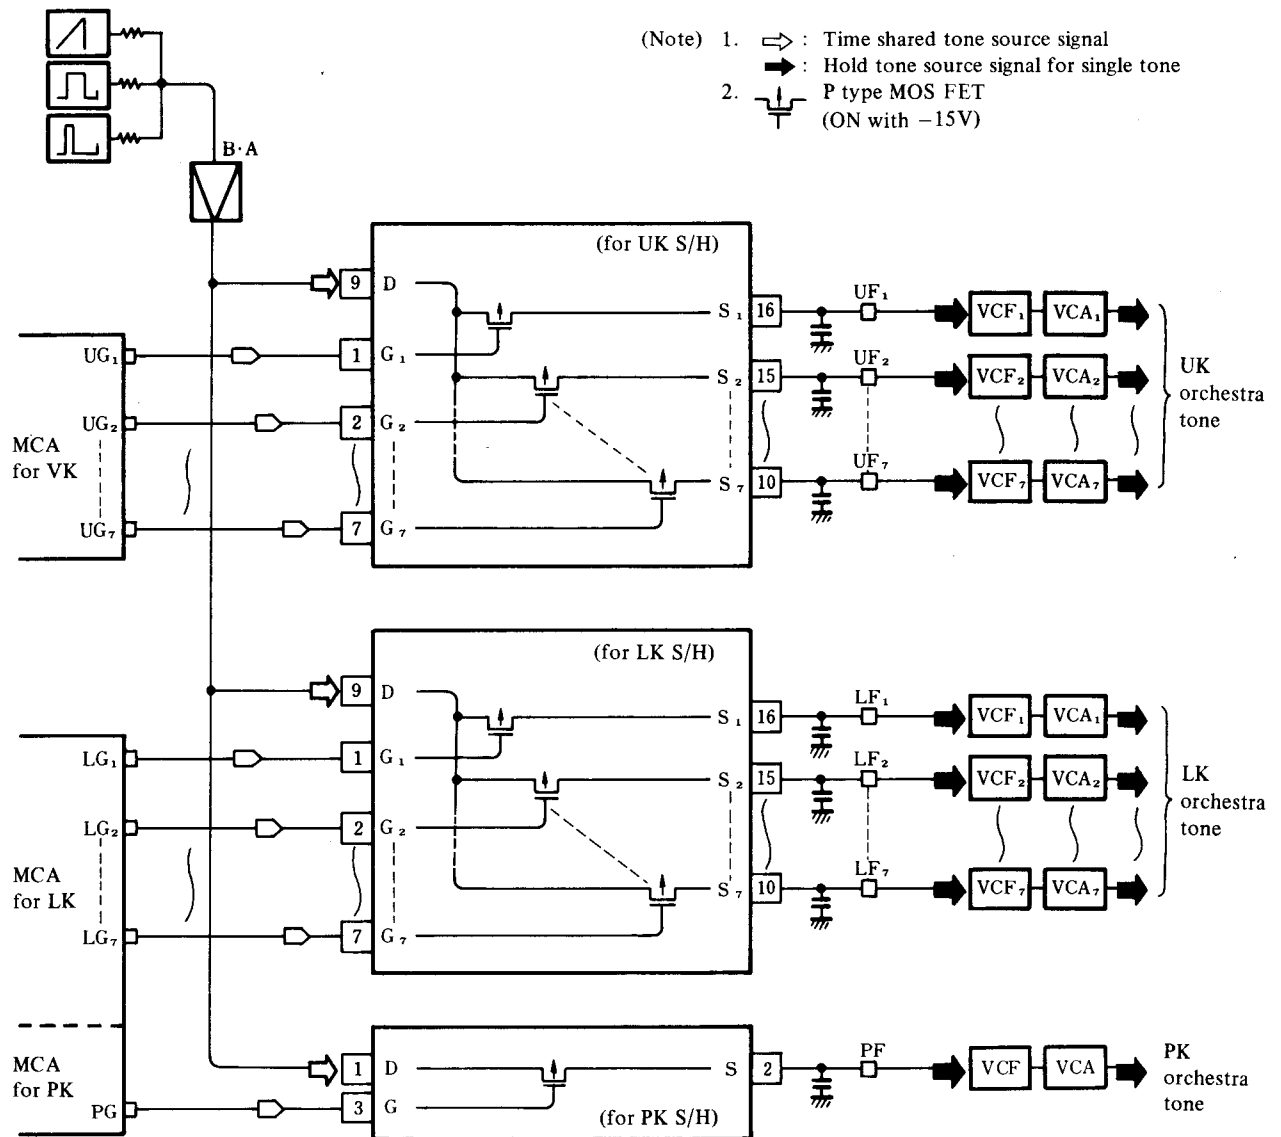 (Note) 1. : Time shared tone source signal
: Hold tone source signal for single tone
2. P type MOS FET
(ON with −15V)
B·A
(for UK S/H)
9 D
S₁ 16 UF₁ VCF₁ VCA₁
UG₁ 1 G₁
S₂ 15 UF₂ VCF₂ VCA₂
UK
orchestra
tone
UG₂ 2 G₂
MCA
for VK
S₇ 10 UF₇ VCF₇ VCA₇
UG₇ 7 G₇
(for LK S/H)
9 D
S₁ 16 LF₁ VCF₁ VCA₁
LG₁ 1 G₁
S₂ 15 LF₂ VCF₂ VCA₂
LK
orchestra
tone
LG₂ 2 G₂
MCA
for LK
S₇ 10 LF₇ VCF₇ VCA₇
LG₇ 7 G₇
MCA
for PK
1 D S 2 PF VCF VCA
PK
orchestra
tone
PG 3 G
(for PK S/H)